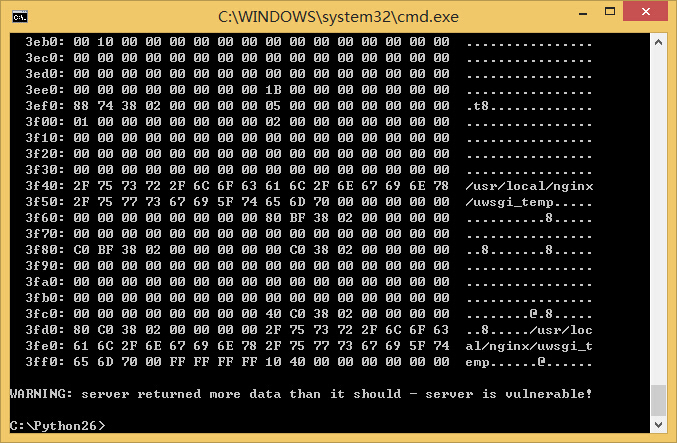 C:\WINDOWS\system32\cmd.exe
3eb0: 00 10 00 00 00 00 00 00 00 00 00 00 00 00 00 00 ................
3ec0: 00 00 00 00 00 00 00 00 00 00 00 00 00 00 00 00 ................
3ed0: 00 00 00 00 00 00 00 00 00 00 00 00 00 00 00 00 ................
3ee0: 00 00 00 00 00 00 00 00 1B 00 00 00 00 00 00 00 ................
3ef0: 88 74 38 02 00 00 00 00 05 00 00 00 00 00 00 00 .t8.............
3f00: 01 00 00 00 00 00 00 00 02 00 00 00 00 00 00 00 ................
3f10: 00 00 00 00 00 00 00 00 00 00 00 00 00 00 00 00 ................
3f20: 00 00 00 00 00 00 00 00 00 00 00 00 00 00 00 00 ................
3f30: 00 00 00 00 00 00 00 00 00 00 00 00 00 00 00 00 ................
3f40: 2F 75 73 72 2F 6C 6F 63 61 6C 2F 6E 67 69 6E 78 /usr/local/nginx
3f50: 2F 75 77 73 67 69 5F 74 65 6D 70 00 00 00 00 00 /uwsgi_temp.....
3f60: 00 00 00 00 00 00 00 00 80 BF 38 02 00 00 00 00 ..........8.....
3f70: 00 00 00 00 00 00 00 00 00 00 00 00 00 00 00 00 ................
3f80: C0 BF 38 02 00 00 00 00 00 C0 38 02 00 00 00 00 ..8.......8.....
3f90: 00 00 00 00 00 00 00 00 00 00 00 00 00 00 00 00 ................
3fa0: 00 00 00 00 00 00 00 00 00 00 00 00 00 00 00 00 ................
3fb0: 00 00 00 00 00 00 00 00 00 00 00 00 00 00 00 00 ................
3fc0: 00 00 00 00 00 00 00 00 40 C0 38 02 00 00 00 00 ........@.8.....
3fd0: 80 C0 38 02 00 00 00 00 2F 75 73 72 2F 6C 6F 63 ..8...../usr/loc
3fe0: 61 6C 2F 6E 67 69 6E 78 2F 75 77 73 67 69 5F 74 al/nginx/uwsgi_t
3ff0: 65 6D 70 00 FF FF FF FF 10 40 00 00 00 00 00 00 emp......@......
WARNING: server returned more data than it should - server is vulnerable!
C:\Python26>